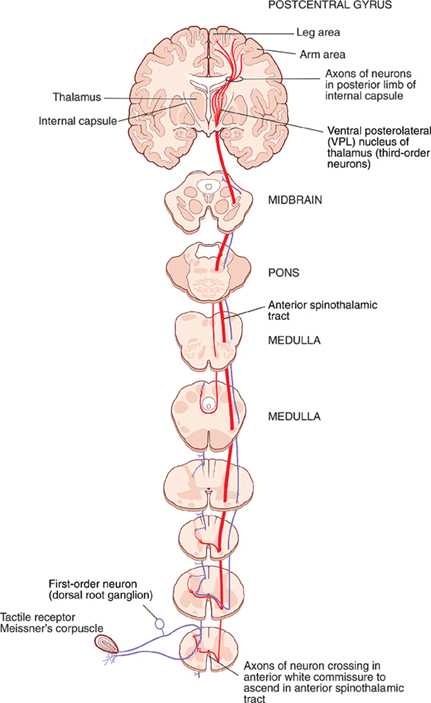 POSTCENTRAL GYRUS
Leg area
Arm area
Axons of neurons
in posterior limb of
internal capsule
Thalamus
Internal capsule
Ventral posterolateral
(VPL) nucleus of
thalamus (third-order
neurons)
MIDBRAIN
PONS
Anterior spinothalamic
tract
MEDULLA
MEDULLA
First-order neuron
(dorsal root ganglion)
Tactile receptor
Meissner's corpuscle
Axons of neuron crossing in
anterior white commissure to
ascend in anterior spinothalamic
tract